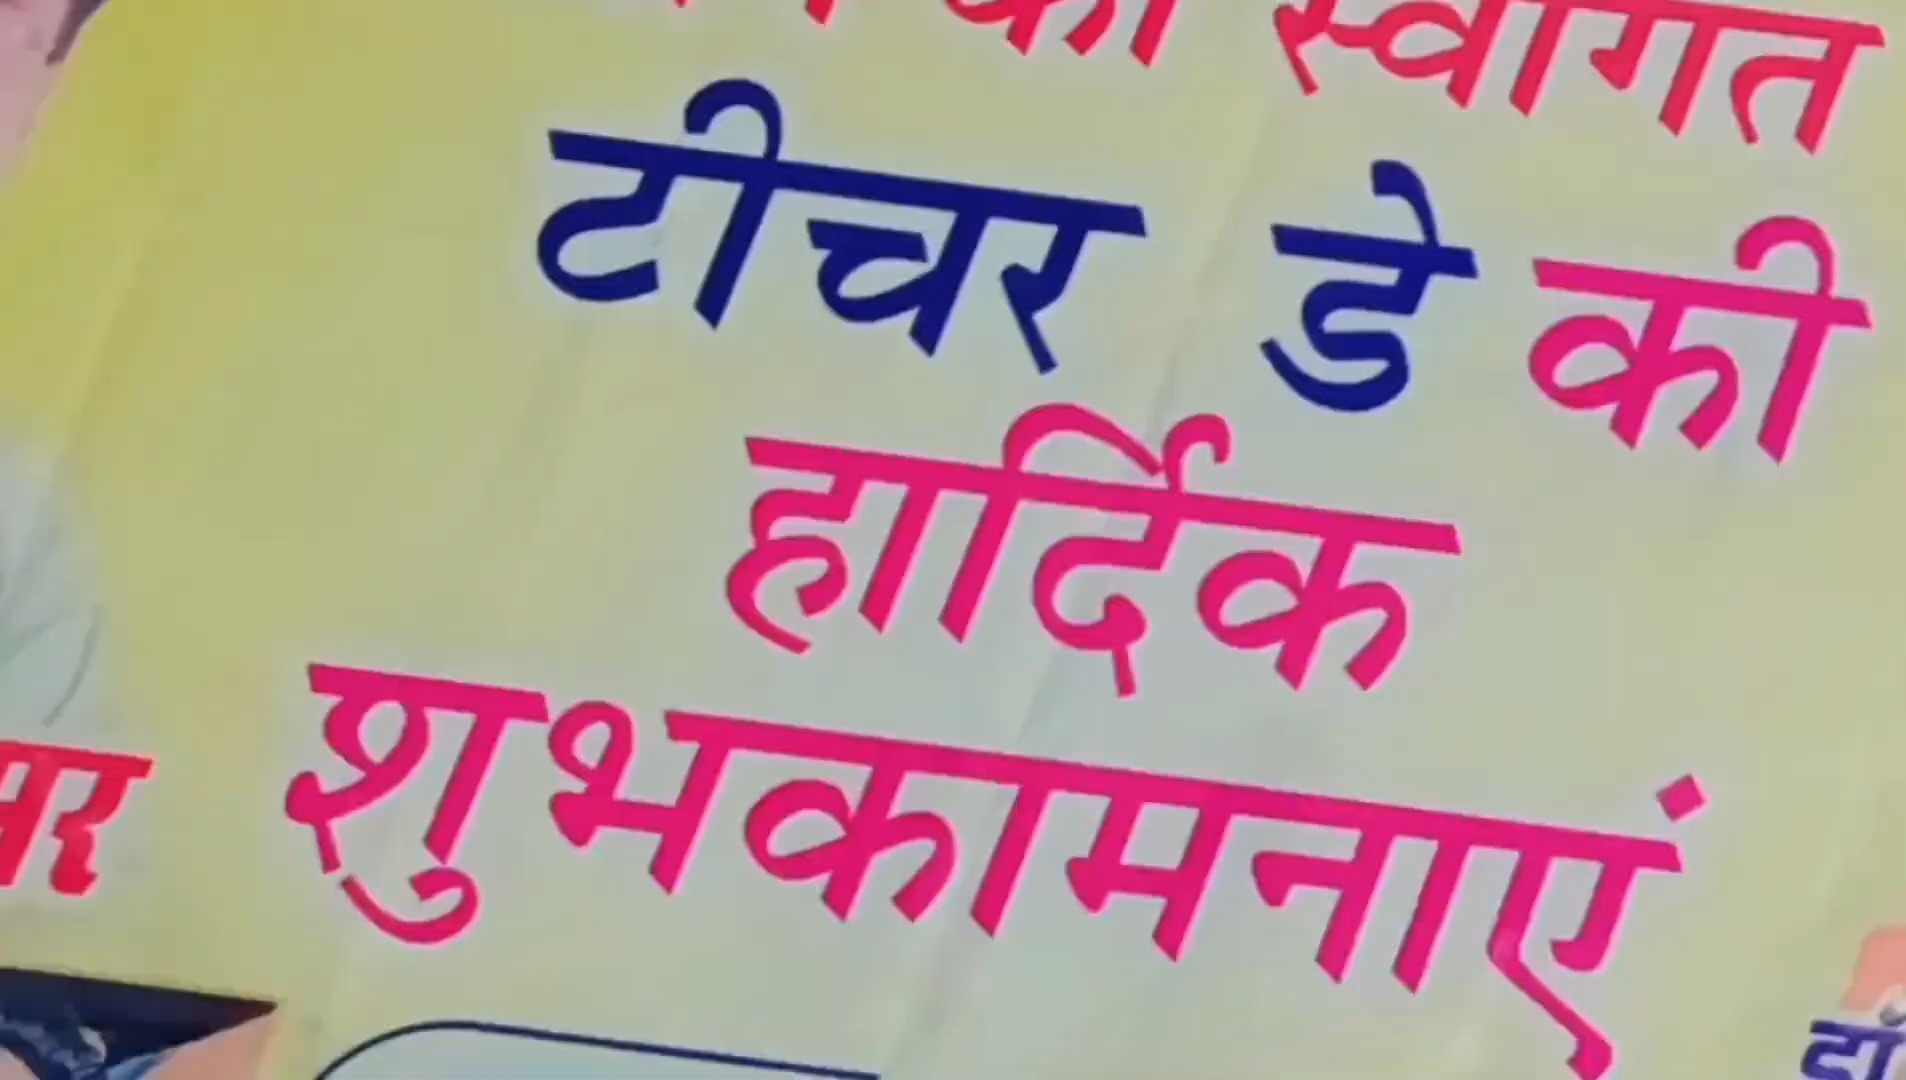 का स्वागत
टीचर डे की
हार्दिक
शुभकामनाएं